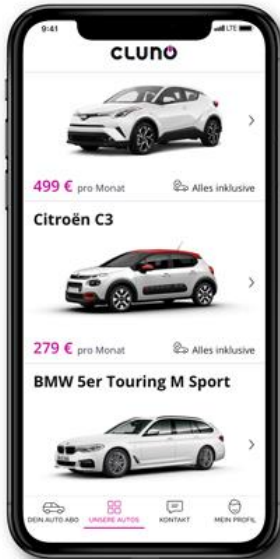 9:41 LTE
CLUNO
499 € pro Monat Alles inklusive
Citroën C3
279 € pro Monat Alles inklusive
BMW 5er Touring M Sport
DEIN AUTO ABO UNSERE AUTOS KONTAKT MEIN PROFIL